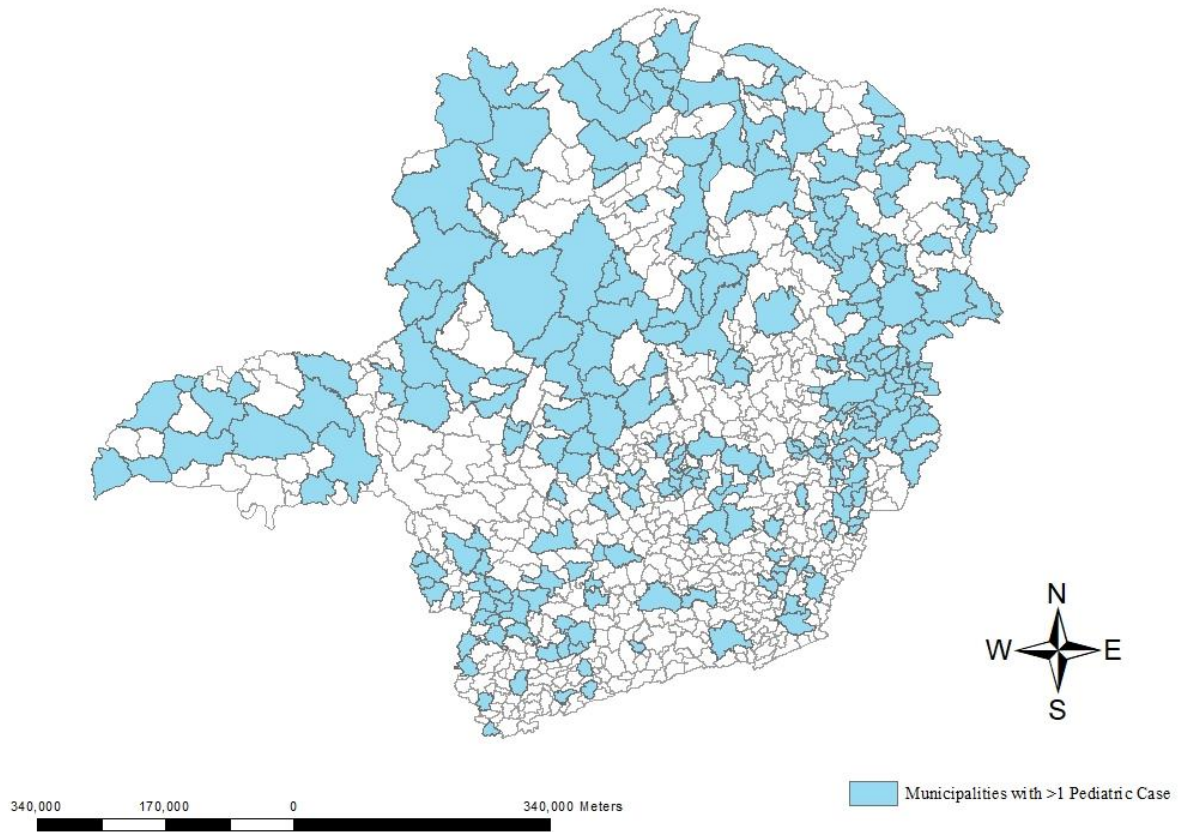 N
W E
S
340,000 170,000 0 340,000 Meters
Municipalities with >1 Pediatric Case